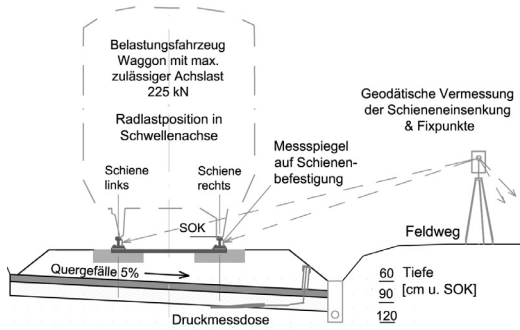 Belastungsfahrzeug
Waggon mit max.
zulässiger Achslast
225 kN
Radlastposition in
Schwellenachse
Geodätische Vermessung
der Schieneneinsenkung
& Fixpunkte
Messspiegel
auf Schienen-
befestigung
Schiene
links
Schiene
rechts
SOK
Feldweg
Quergefälle 5%
60 Tiefe
90 [cm u. SOK]
120
Druckmessdose